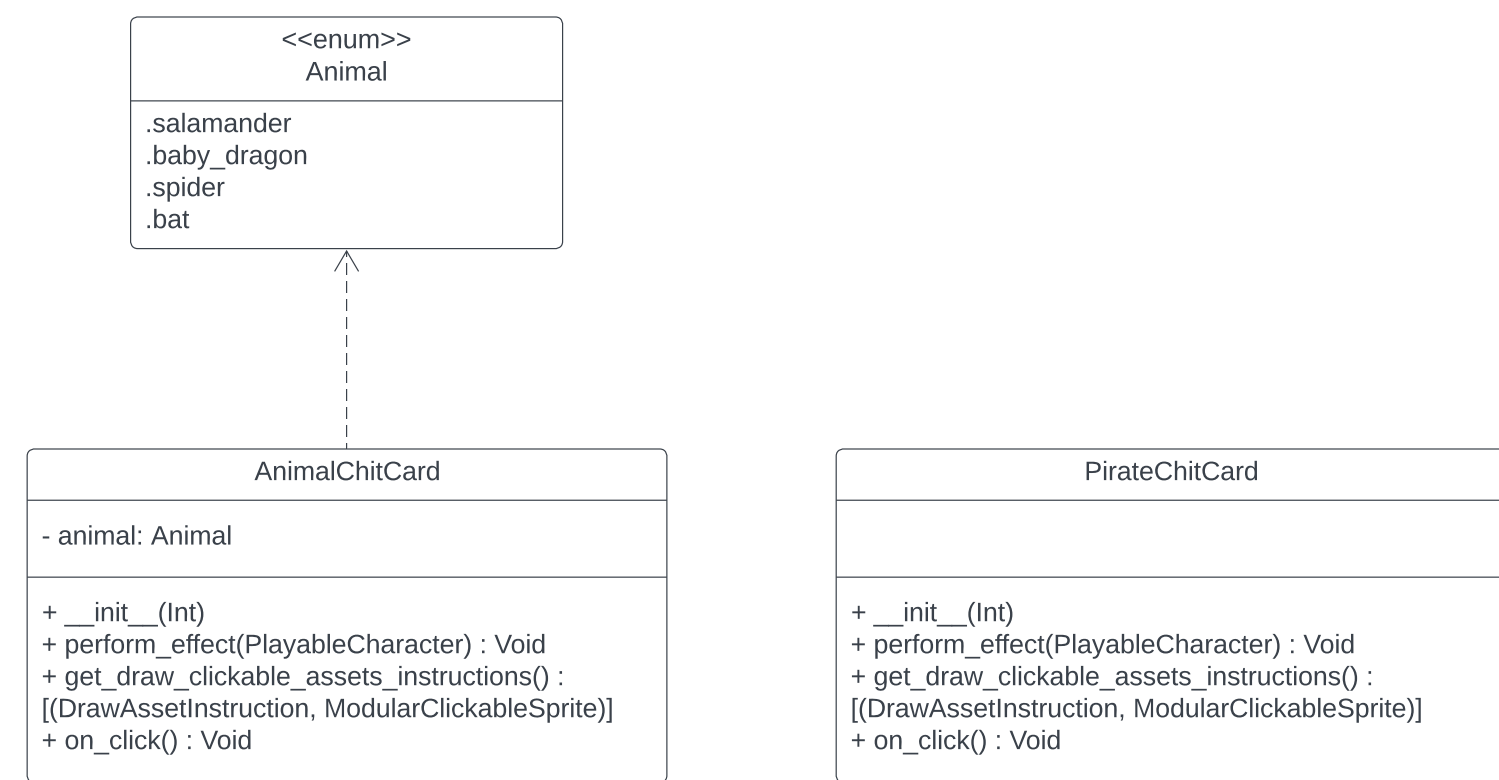 <<enum>>
Animal
.salamander
.baby_dragon
.spider
.bat
AnimalChitCard
- animal: Animal
+ __init__(Int)
+ perform_effect(PlayableCharacter) : Void
+ get_draw_clickable_assets_instructions() :
[(DrawAssetInstruction, ModularClickableSprite)]
+ on_click() : Void
PirateChitCard
+ __init__(Int)
+ perform_effect(PlayableCharacter) : Void
+ get_draw_clickable_assets_instructions() :
[(DrawAssetInstruction, ModularClickableSprite)]
+ on_click() : Void